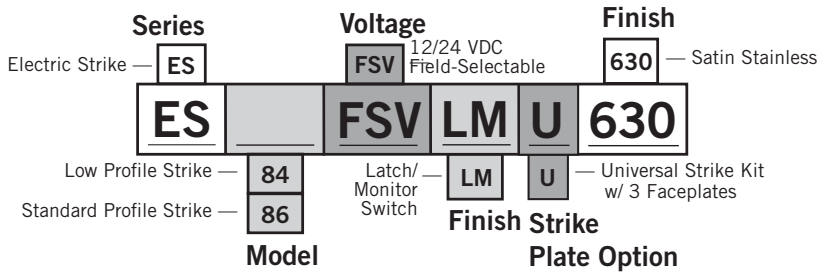 Series
Voltage
Finish
Electric Strike
ES
FSV
12/24 VDC
Field-Selectable
630
Satin Stainless
ES
FSV
LM
U
630
Low Profile Strike
84
Standard Profile Strike
86
Model
Latch/
Monitor
Switch
LM
Finish
U
Universal Strike Kit
w/ 3 Faceplates
Strike
Plate Option